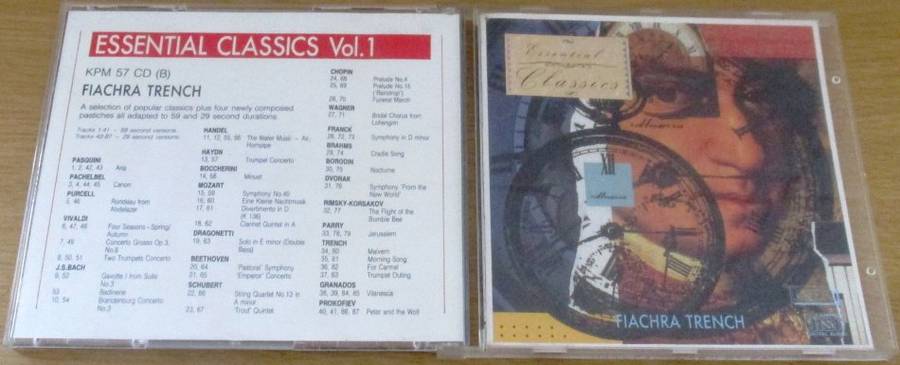 ESSENTIAL CLASSICS Vol.1
KPM 57 CD (B)
FIACHRA TRENCH
A selection of popular classics plus four newly composed
pastiches all adapted to 59 and 29 second durations
Tracks 1-41 - 59 second versions
Tracks 42-87 - 29 second versions
PASQUINI
1, 2, 42, 43 Aria
PACHELBEL
3, 4, 44, 45 Canon
PURCELL
5, 46 Rondeau from
Abdelazar
VIVALDI
6, 47, 48 Four Seasons - Spring/
Autumn
7, 49 Concerto Grosso Op 3.
No.8
8, 50, 51 Two Trumpets Concerto
J.S.BACH
9, 52 Gavotte I from Suite
No.3
53 Badinerie
10, 54 Brandenburg Concerto
No.3
HANDEL
11, 12, 55, 56 The Water Music - Air,
Hornpipe
HAYDN
13, 57 Trumpet Concerto
BOCCHERINI
14, 58 Minuet
MOZART
15, 59 Symphony No.40
16, 60 Eine Kleine Nachtmusik
17, 61 Divertimento in D
(K 136)
18, 62 Clarinet Quintet in A
DRAGONETTI
19, 63 Solo in E minor (Double
Bass)
BEETHOVEN
20, 64 'Pastoral' Symphony
21, 65 'Emperor' Concerto
SCHUBERT
22, 66 String Quartet No.13 in
A minor
23, 67 'Trout' Quintet
CHOPIN
24, 68 Prelude No.4
25, 69 Prelude No.15
('Raindrop')
26, 70 Funeral March
WAGNER
27, 71 Bridal Chorus from
Lohengrin
FRANCK
28, 72, 73 Symphony in D minor
BRAHMS
29, 74 Cradle Song
BORODIN
30, 75 Nocturne
DVORAK
31, 76 Symphony 'From the
New World'
RIMSKY-KORSAKOV
32, 77 The Flight of the
Bumble Bee
PARRY
33, 78, 79 Jerusalem
TRENCH
34, 80 Malvern
35, 81 Morning Song
36, 82 For Carmel
37, 83 Trumpet Outing
GRANADOS
38, 39, 84, 85 Villanesca
PROKOFIEV
40, 41, 86, 87 Peter and the Wolf
Essential
Classics
XII
FIACHRA TRENCH